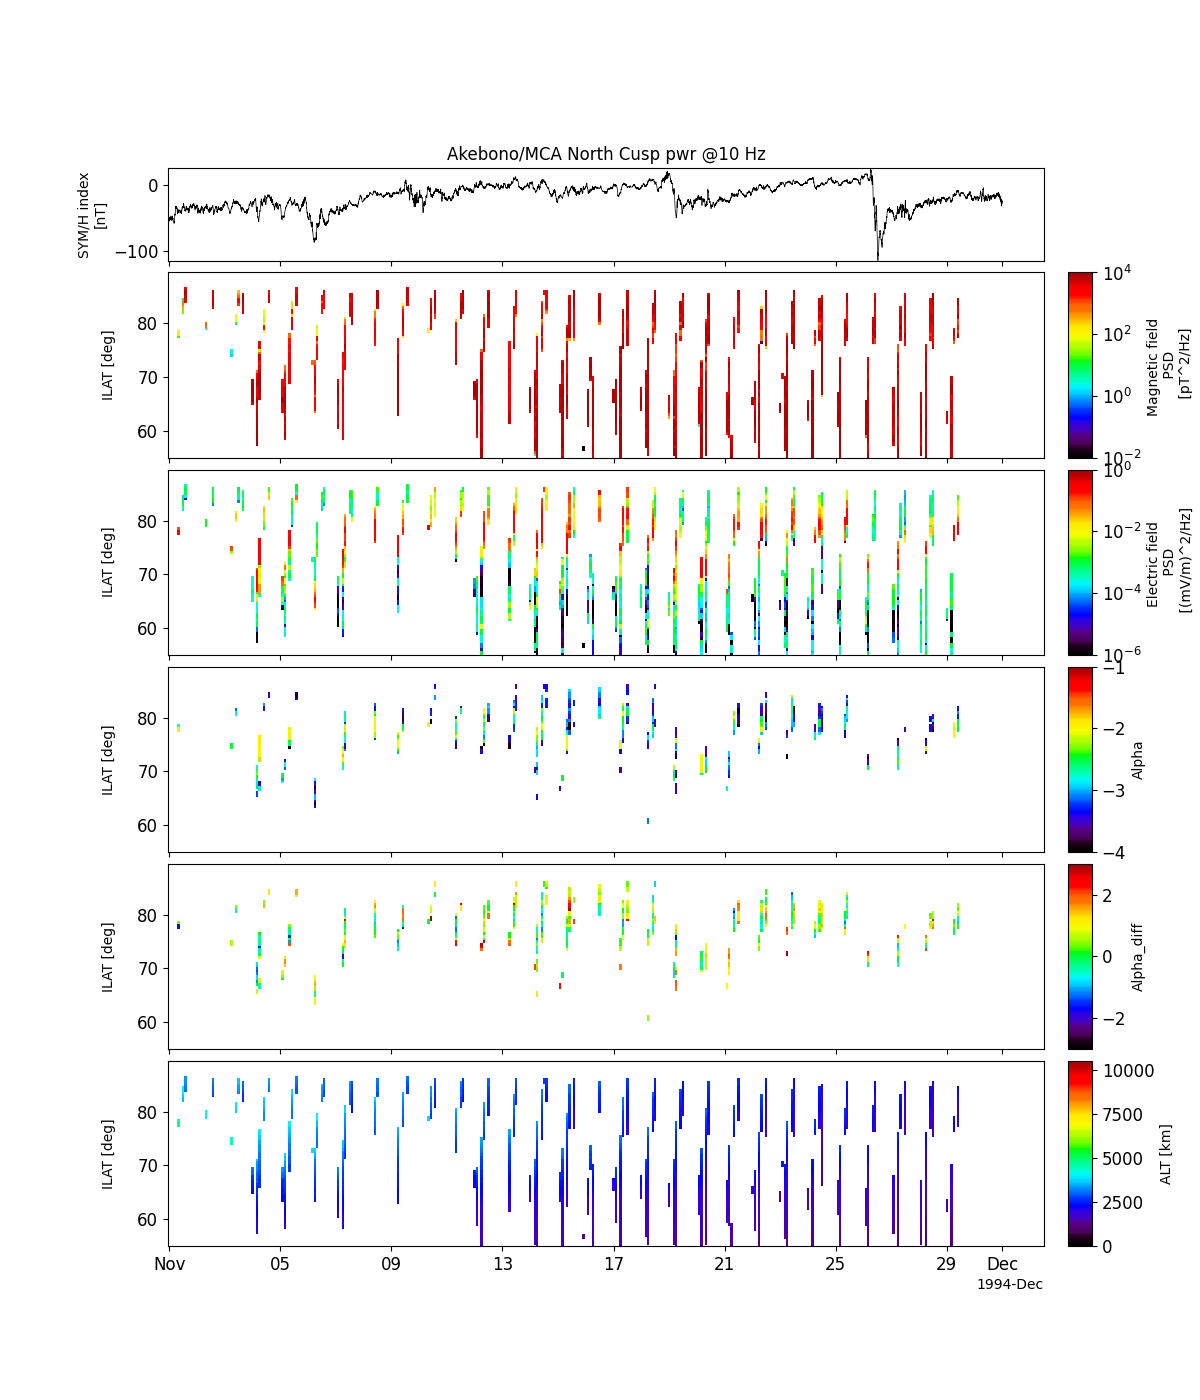 Akebono/MCA North Cusp pwr @10 Hz
SYM/H index
[nT]
0
−100
ILAT [deg]
80
70
60
10^4
10^2
10^0
10^−2
Magnetic field
PSD
[pT^2/Hz]
ILAT [deg]
80
70
60
10^0
10^−2
10^−4
10^−6
Electric field
PSD
[(mV/m)^2/Hz]
ILAT [deg]
80
70
60
−1
−2
−3
−4
Alpha
ILAT [deg]
80
70
60
2
0
−2
Alpha_diff
ILAT [deg]
80
70
60
10000
7500
5000
2500
0
ALT [km]
Nov 05 09 13 17 21 25 29 Dec
1994-Dec